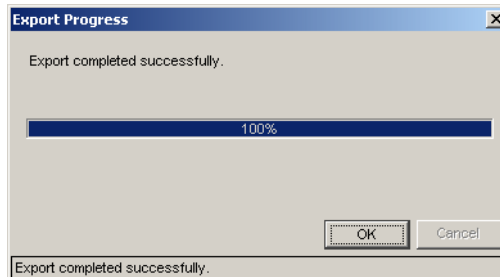 Export Progress
Export completed successfully.
100%
OK Cancel
Export completed successfully.